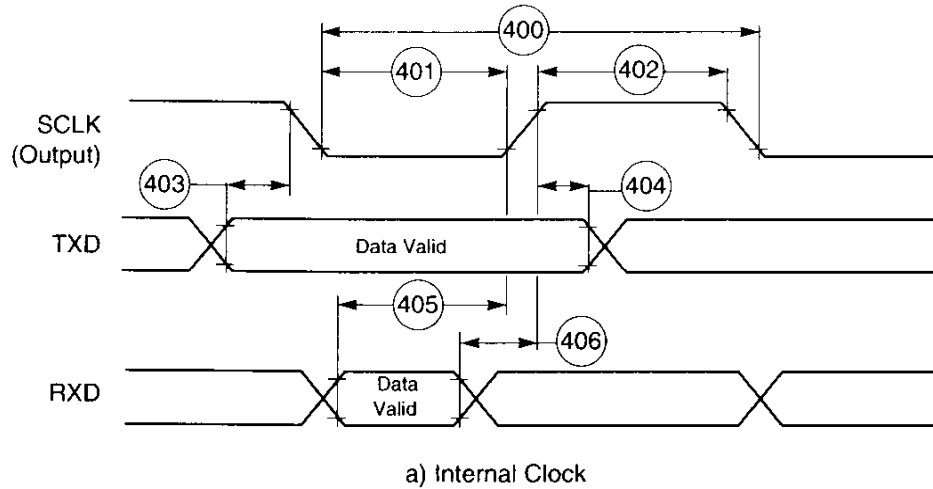 400
401
402
SCLK
(Output)
403
404
TXD
Data Valid
405
406
RXD
Data
Valid
a) Internal Clock